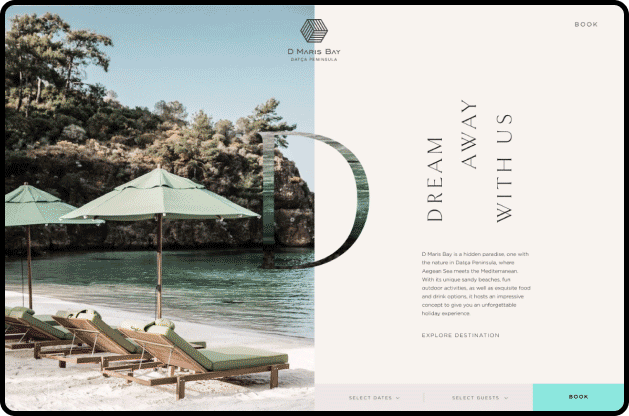 D MARIS BAY
DATÇA PENINSULA
BOOK
D
DREAM
AWAY
WITH US
D Maris Bay is a hidden paradise, one with
the nature in Datça Peninsula, where
Aegean Sea meets the Mediterranean.
With its unique sandy beaches, fun
outdoor activities, as well as exquisite food
and drink options, it hosts an impressive
concept to give you an unforgettable
holiday experience.
EXPLORE DESTINATION
SELECT DATES
SELECT GUESTS
BOOK